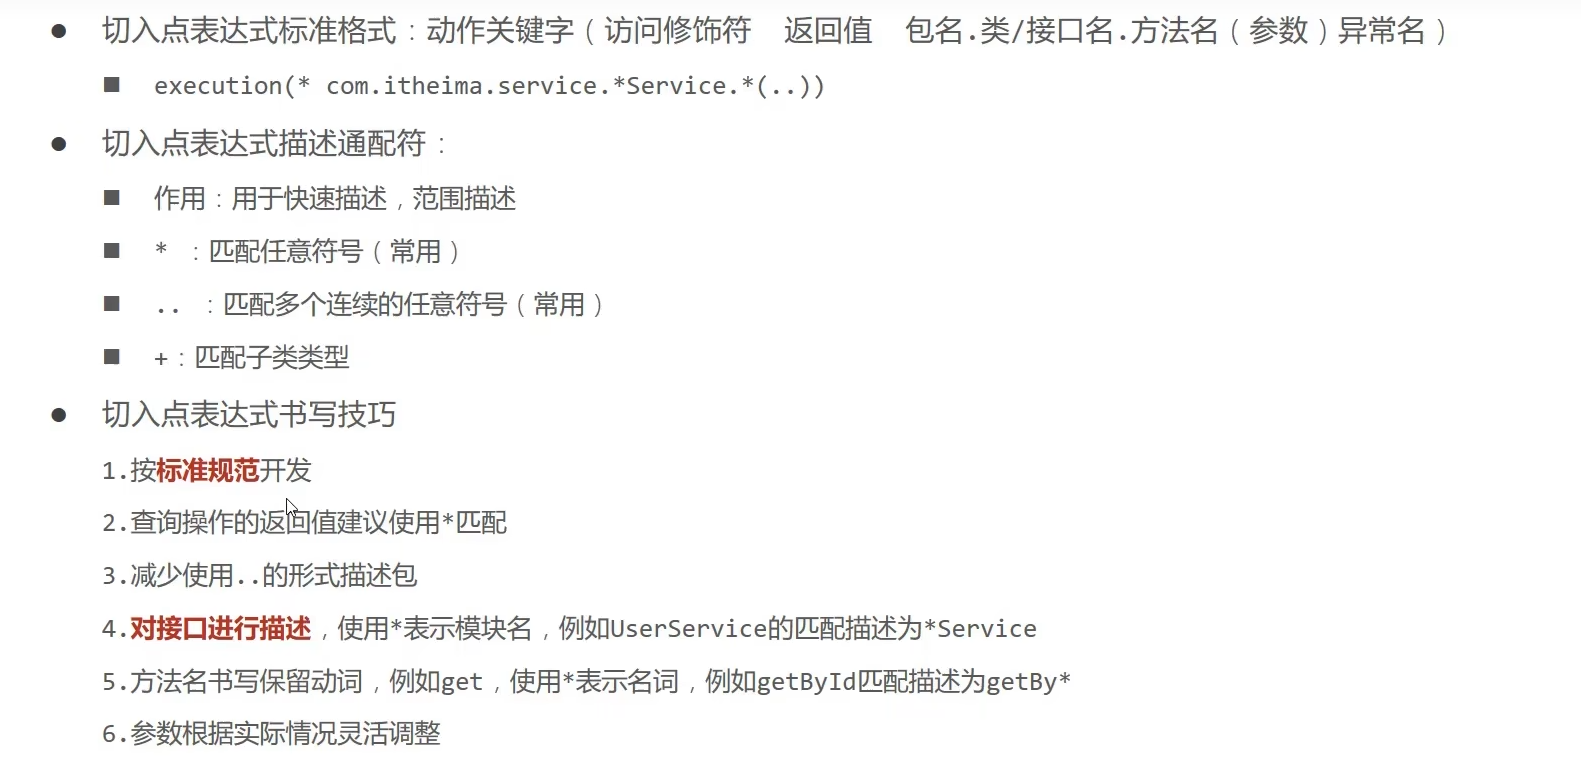 切入点表达式标准格式：动作关键字（访问修饰符 返回值 包名.类/接口名.方法名（参数）异常名）
execution(* com.itheima.service.*Service.*(..))
切入点表达式描述通配符：
作用：用于快速描述，范围描述
* ：匹配任意符号（常用）
.. ：匹配多个连续的任意符号（常用）
+：匹配子类类型
切入点表达式书写技巧
1.按标准规范开发
2.查询操作的返回值建议使用*匹配
3.减少使用..的形式描述包
4.对接口进行描述，使用*表示模块名，例如UserService的匹配描述为*Service
5.方法名书写保留动词，例如get，使用*表示名词，例如getById匹配描述为getBy*
6.参数根据实际情况灵活调整